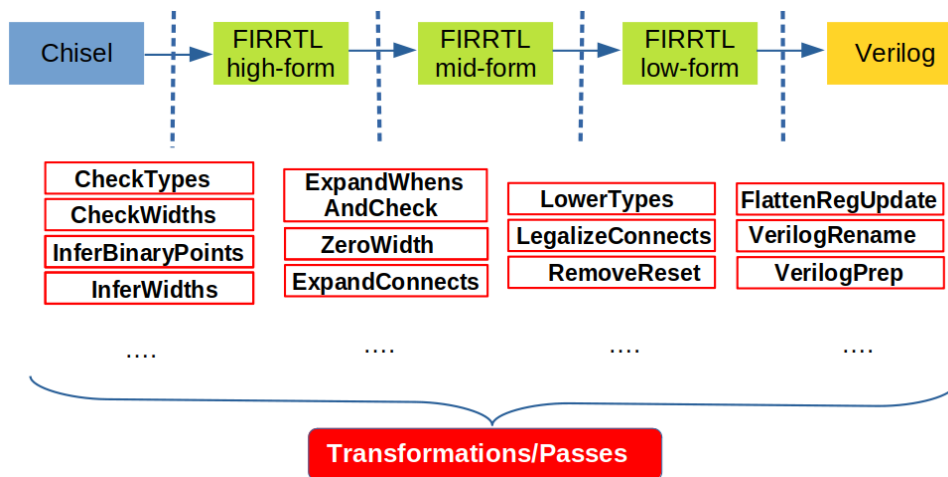 Chisel
FIRRTL
high-form
FIRRTL
mid-form
FIRRTL
low-form
Verilog
CheckTypes
CheckWidths
InferBinaryPoints
InferWidths
....
ExpandWhens
AndCheck
ZeroWidth
ExpandConnects
....
LowerTypes
LegalizeConnects
RemoveReset
....
FlattenRegUpdate
VerilogRename
VerilogPrep
....
Transformations/Passes